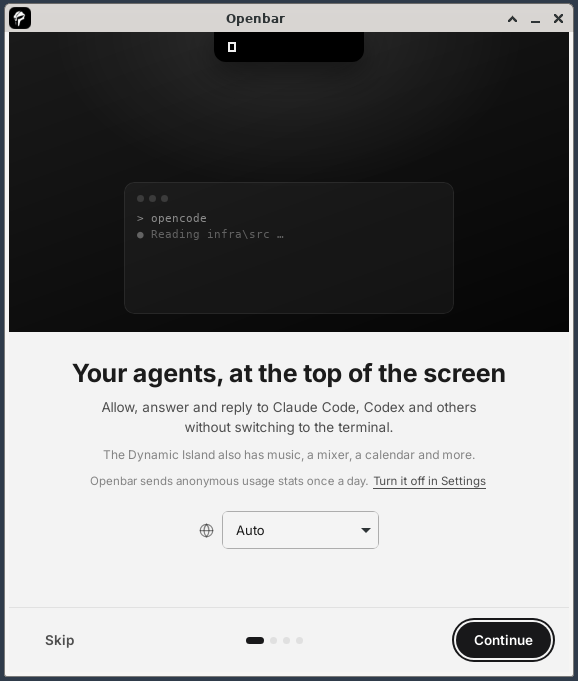 Openbar
> opencode
● Reading infra\src …
Your agents, at the top of the screen
Allow, answer and reply to Claude Code, Codex and others
without switching to the terminal.
The Dynamic Island also has music, a mixer, a calendar and more.
Openbar sends anonymous usage stats once a day. Turn it off in Settings
Auto
Skip
Continue